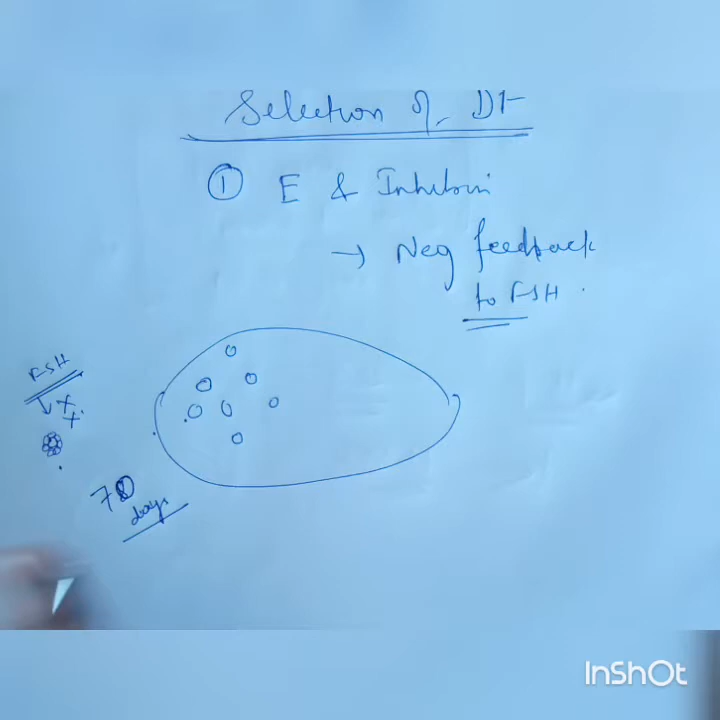 Selection of DF
① E & Inhibin
→ Neg feedback
to FSH.
FSH
↓ x
x.
70
days
InShOt